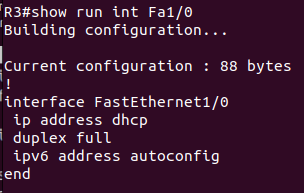 R3#show run int Fa1/0
Building configuration...
Current configuration : 88 bytes
!
interface FastEthernet1/0
 ip address dhcp
 duplex full
 ipv6 address autoconfig
end